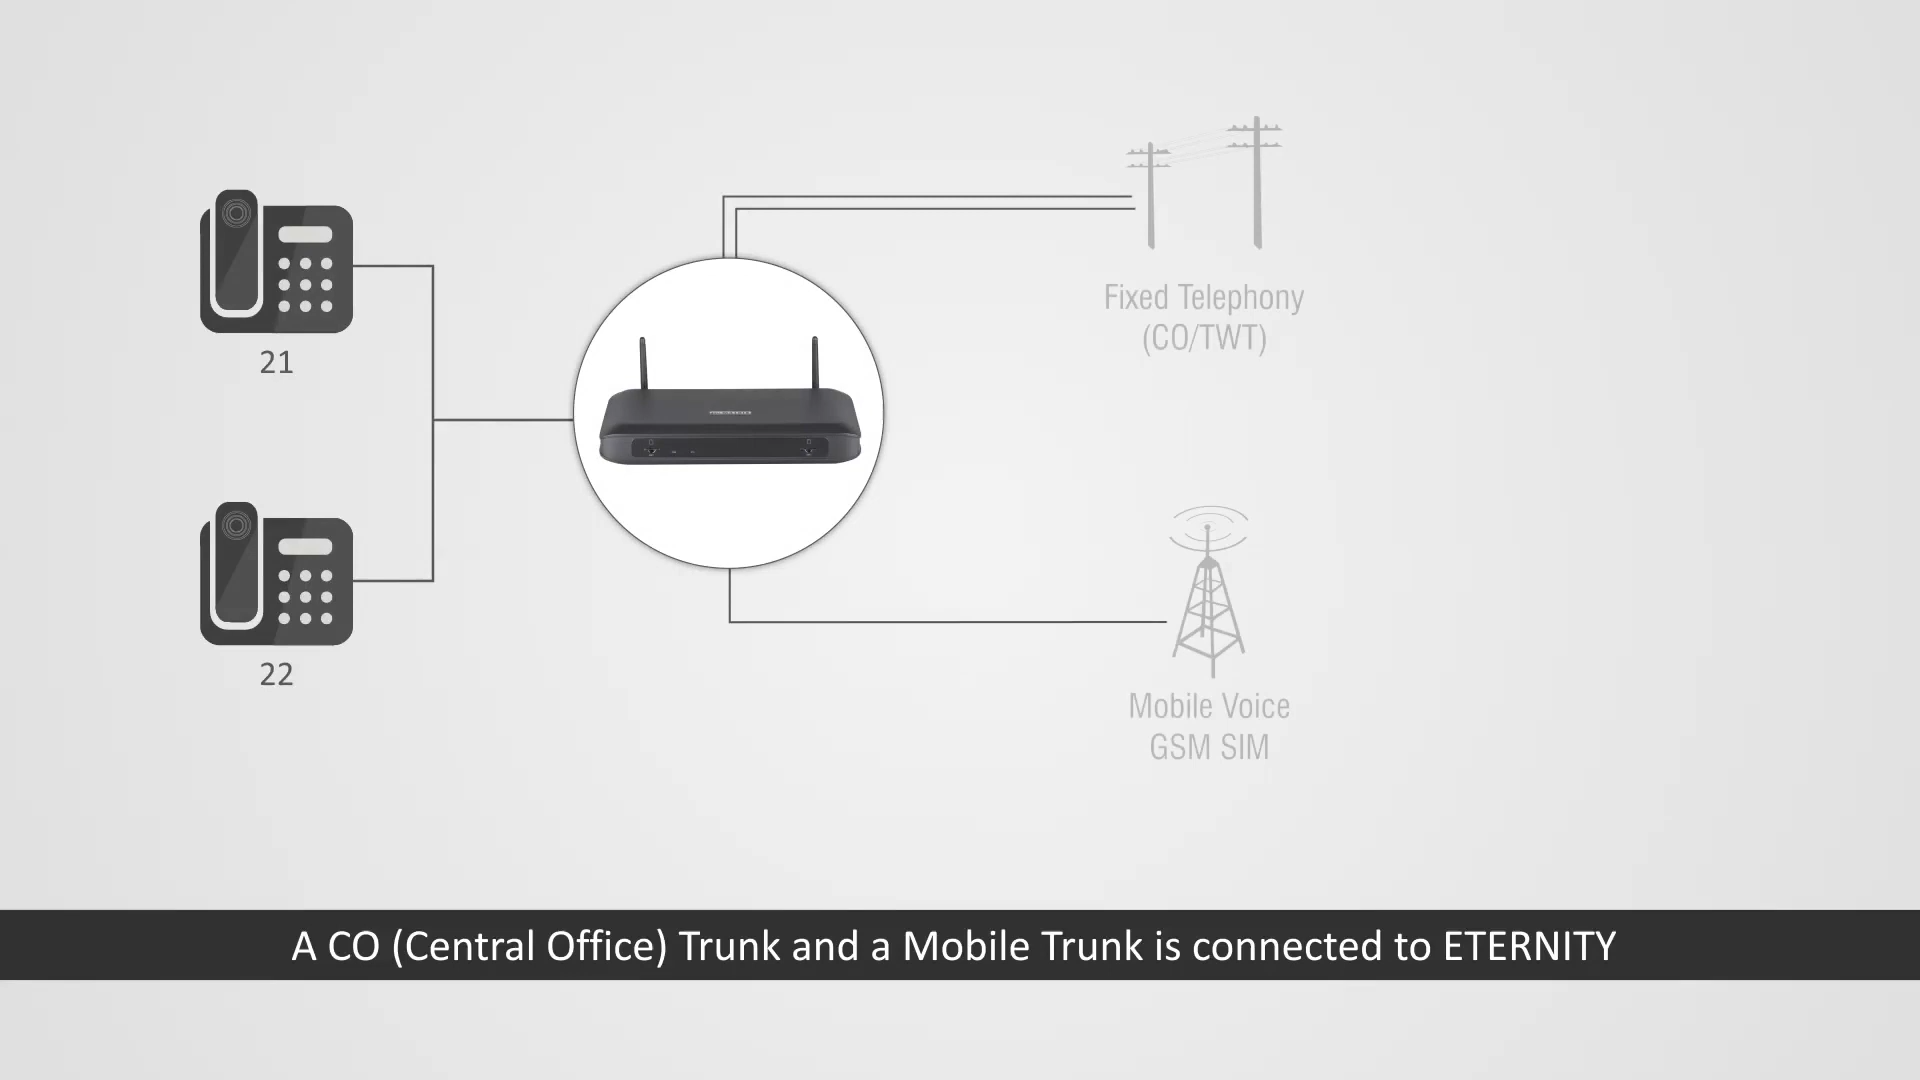 21
22
Fixed Telephony
(CO/TWT)
Mobile Voice
GSM SIM
A CO (Central Office) Trunk and a Mobile Trunk is connected to ETERNITY